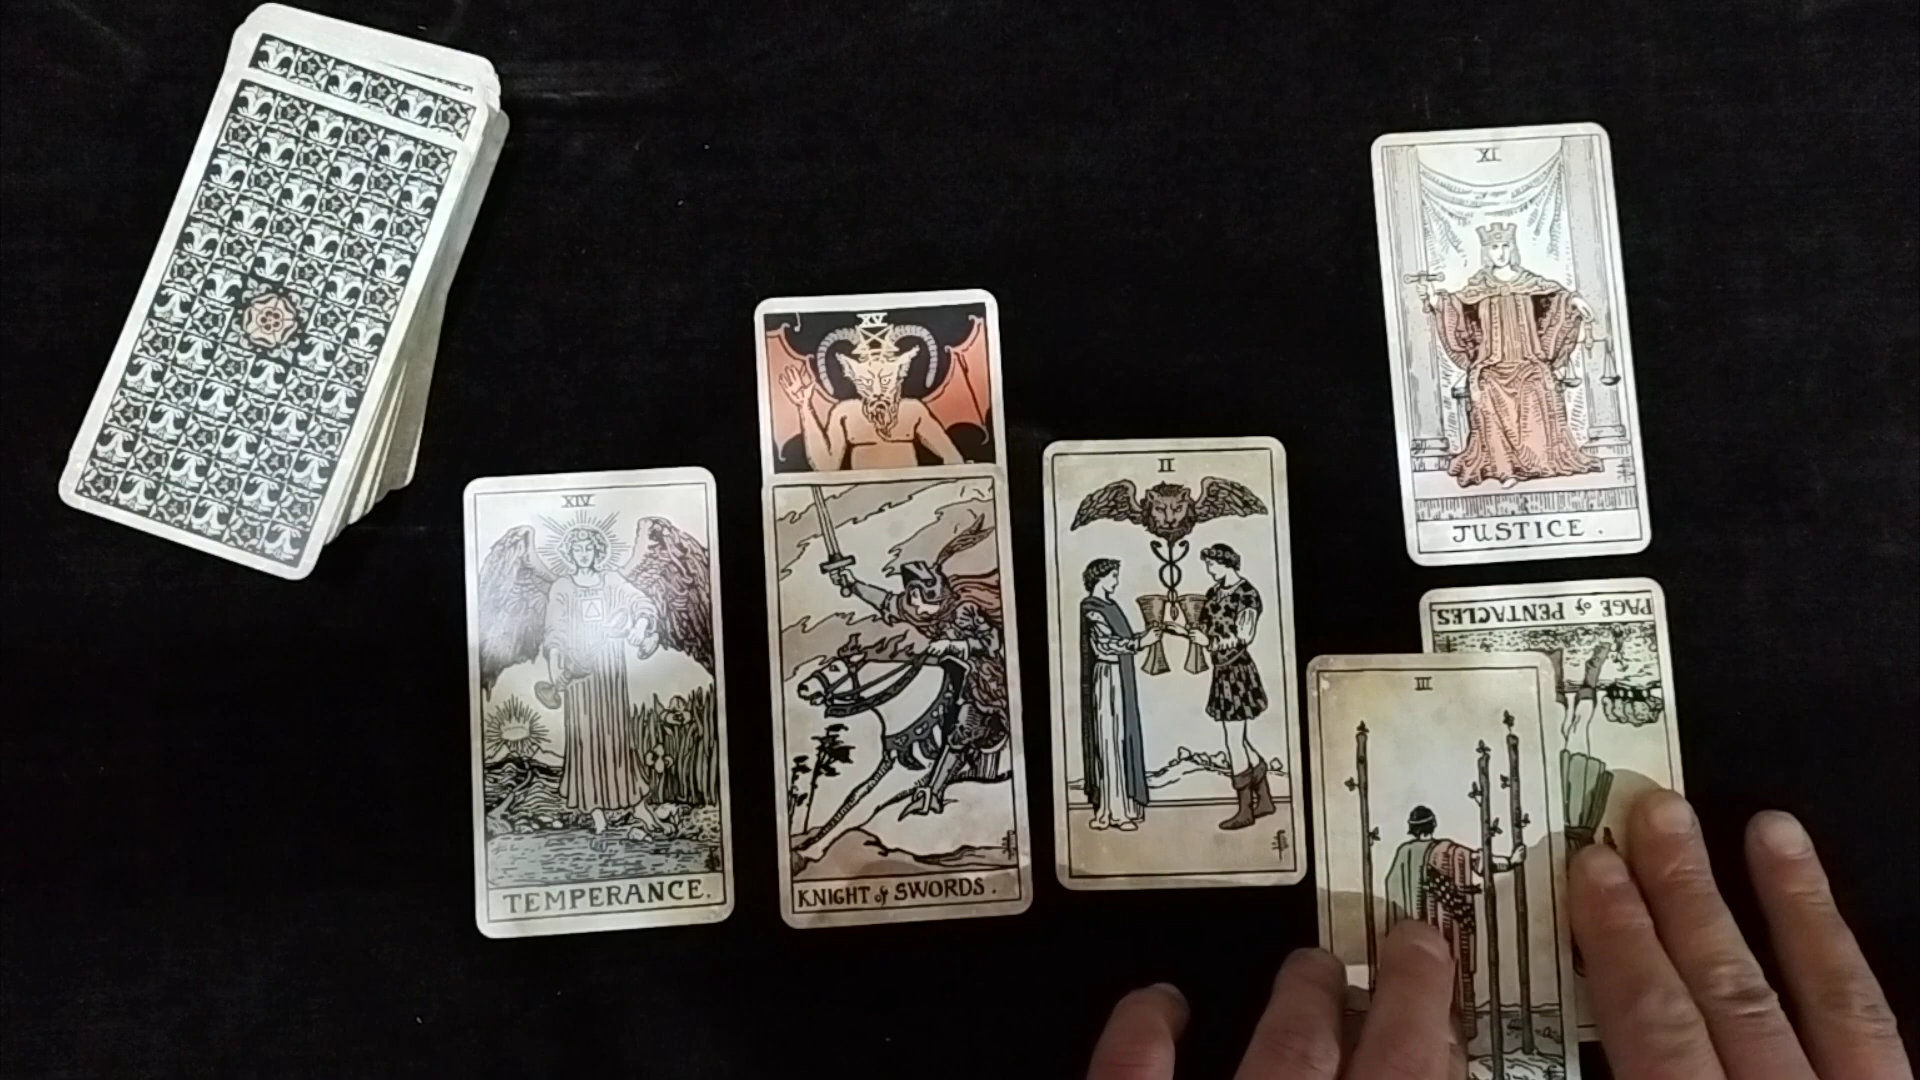 XIV
TEMPERANCE.
XV
KNIGHT of SWORDS.
II
XI
JUSTICE.
PAGE of PENTACLES
III